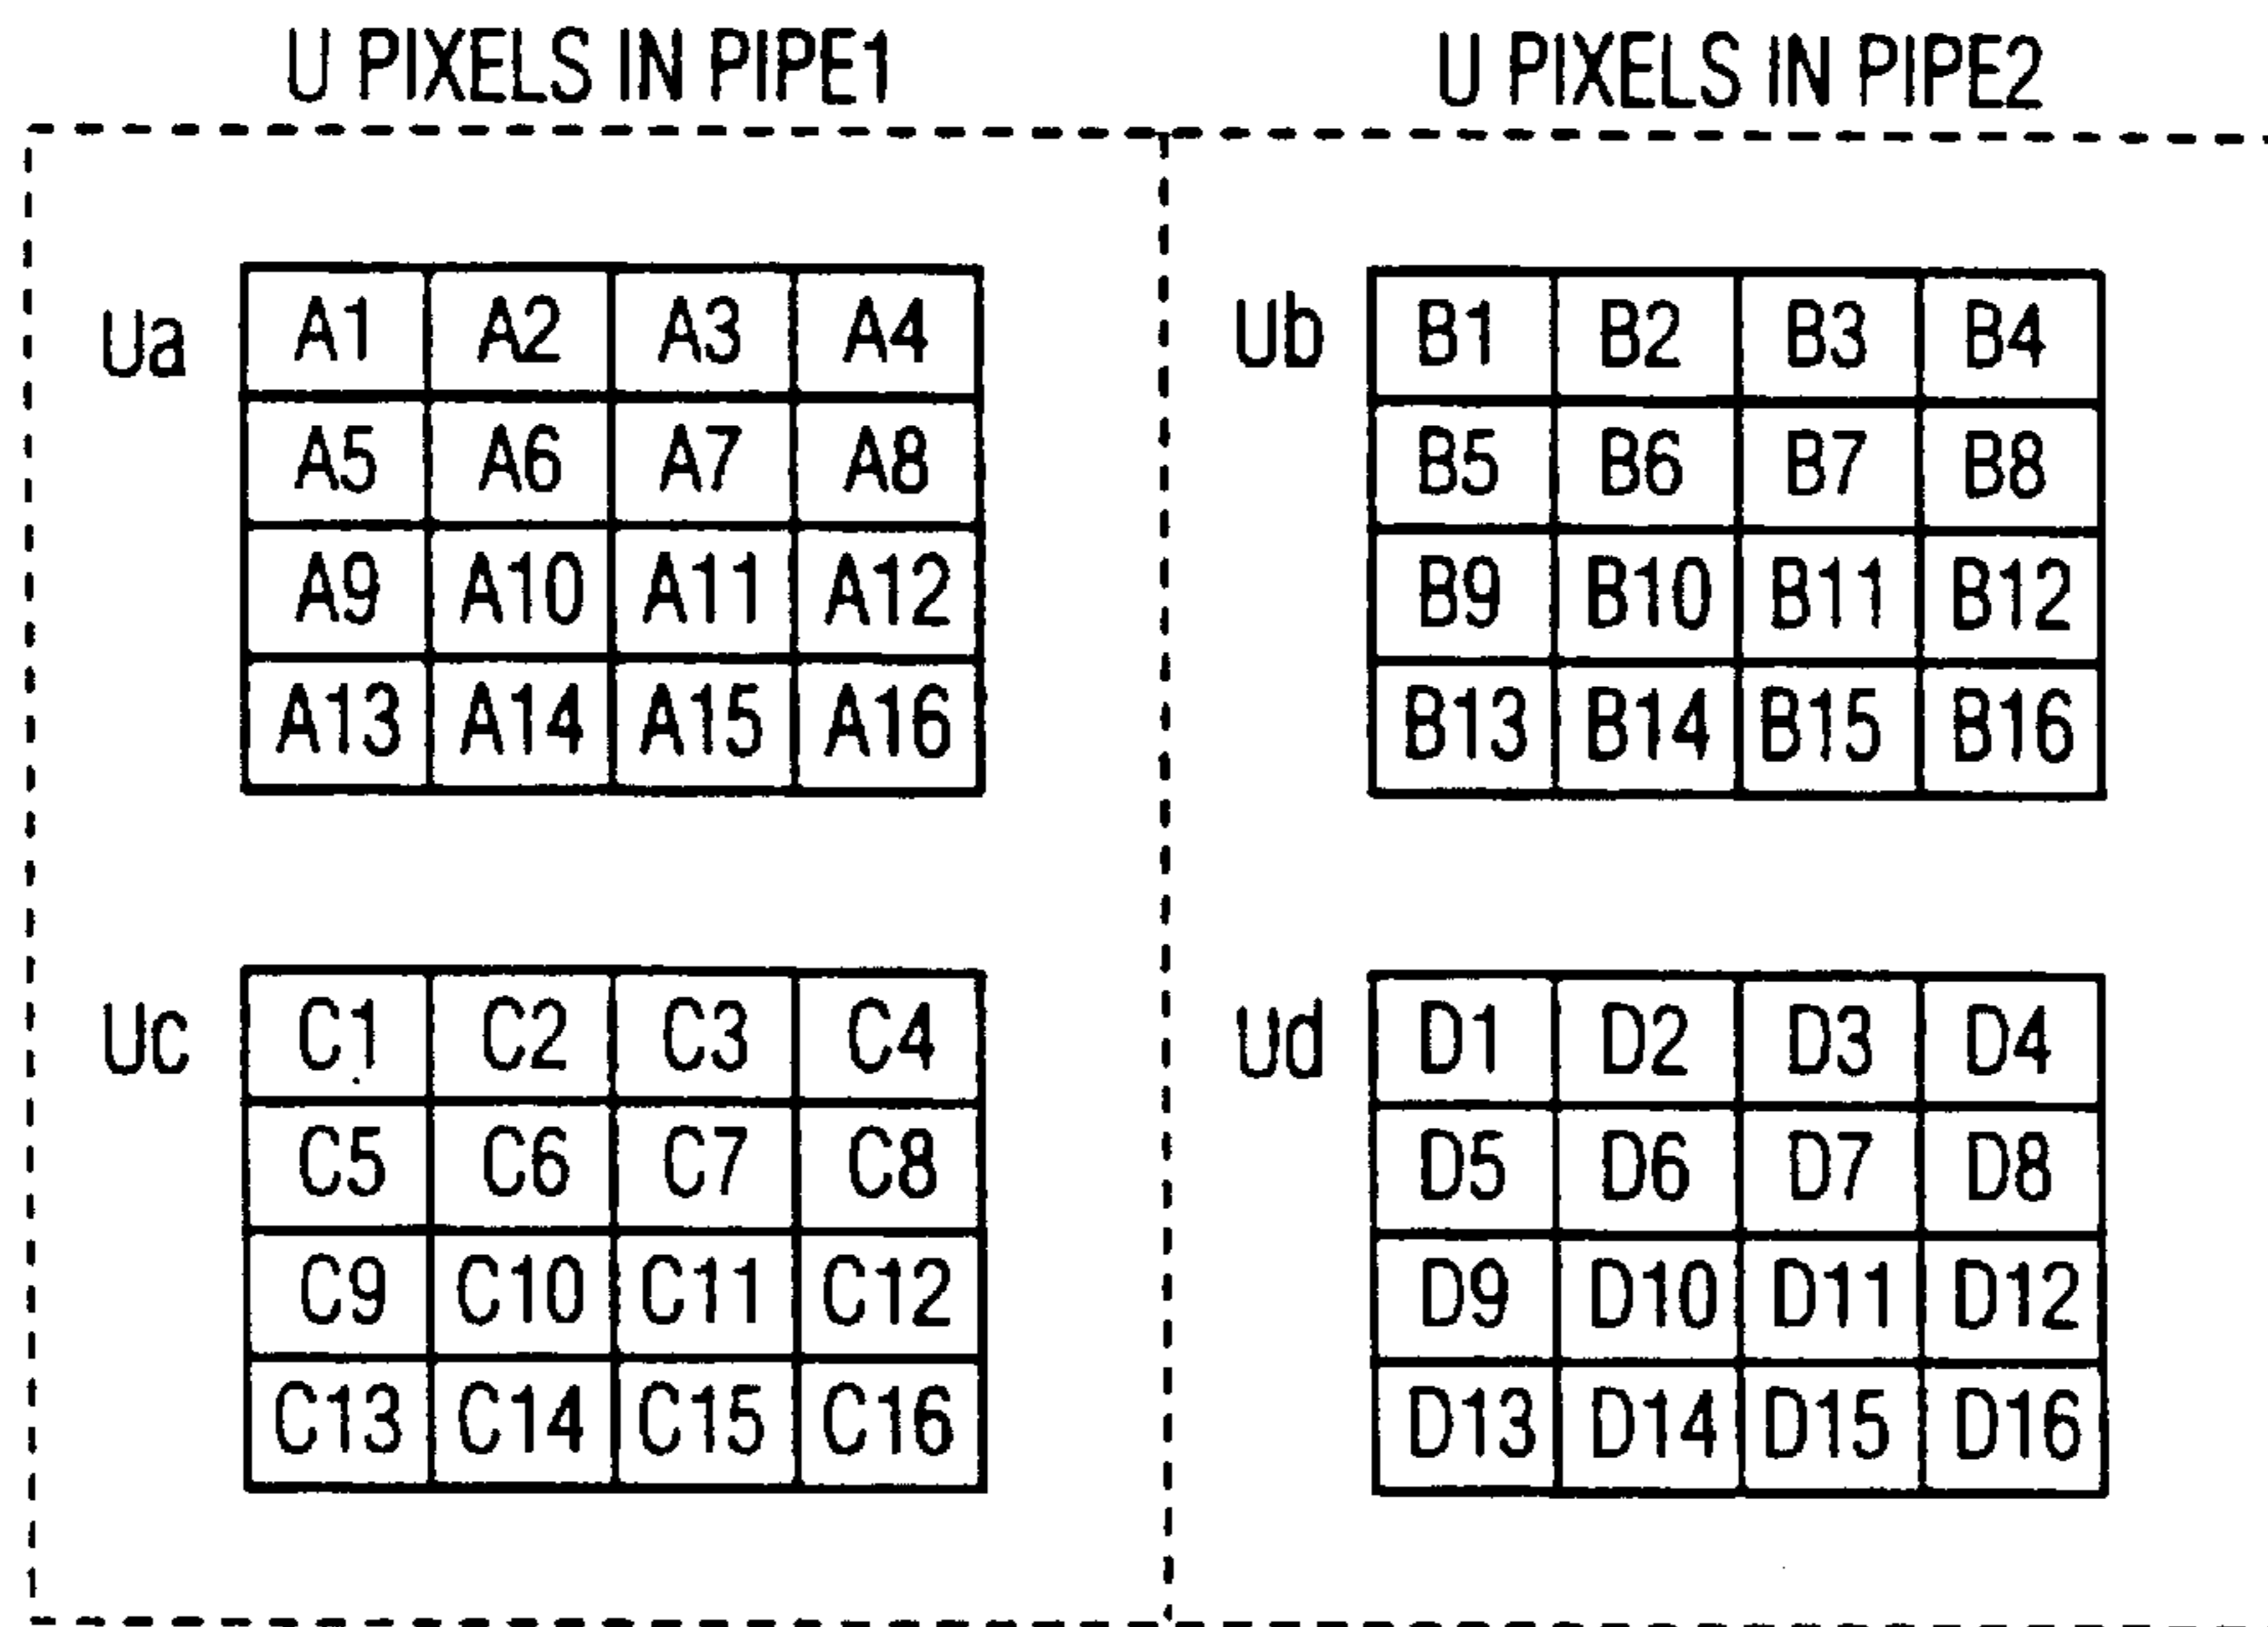 U PIXELS IN PIPE1
U PIXELS IN PIPE2
Ua
A1 A2 A3 A4
A5 A6 A7 A8
A9 A10 A11 A12
A13 A14 A15 A16
Ub
B1 B2 B3 B4
B5 B6 B7 B8
B9 B10 B11 B12
B13 B14 B15 B16
Uc
C1 C2 C3 C4
C5 C6 C7 C8
C9 C10 C11 C12
C13 C14 C15 C16
Ud
D1 D2 D3 D4
D5 D6 D7 D8
D9 D10 D11 D12
D13 D14 D15 D16